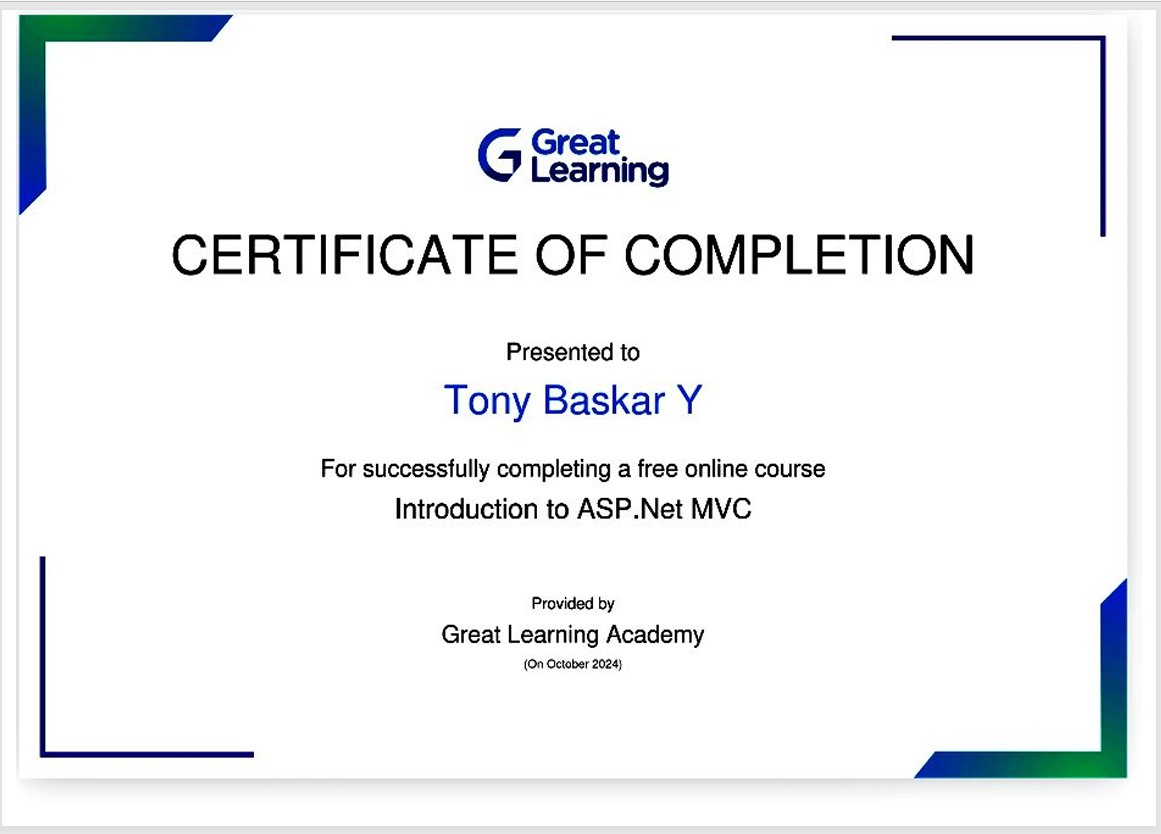 Great
Learning
CERTIFICATE OF COMPLETION
Presented to
Tony Baskar Y
For successfully completing a free online course
Introduction to ASP.Net MVC
Provided by
Great Learning Academy
(On October 2024)